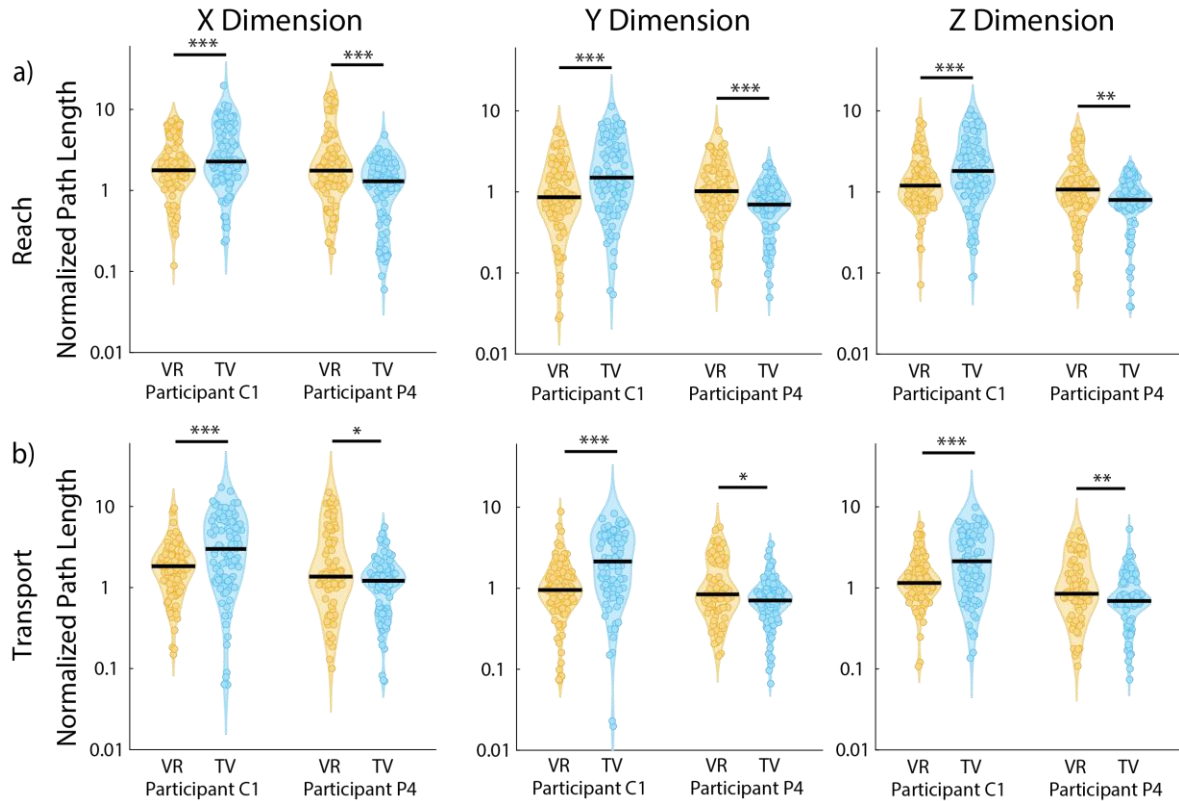 X Dimension
Y Dimension
Z Dimension
a)
Reach
Normalized Path Length
10
1
0.1
0.01
***
***
VR
TV
VR
TV
Participant C1
Participant P4
10
1
0.1
0.01
***
***
VR
TV
VR
TV
Participant C1
Participant P4
10
1
0.1
0.01
***
**
VR
TV
VR
TV
Participant C1
Participant P4
b)
Transport
Normalized Path Length
10
1
0.1
0.01
***
*
VR
TV
VR
TV
Participant C1
Participant P4
10
1
0.1
0.01
***
*
VR
TV
VR
TV
Participant C1
Participant P4
10
1
0.1
0.01
***
**
VR
TV
VR
TV
Participant C1
Participant P4